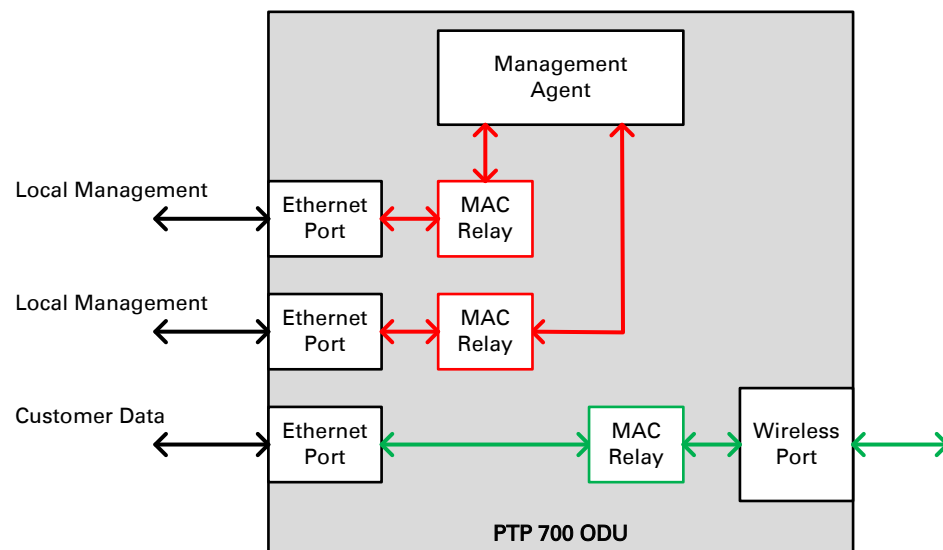 Management
Agent
Local Management
Ethernet
Port
MAC
Relay
Local Management
Ethernet
Port
MAC
Relay
Customer Data
Ethernet
Port
MAC
Relay
Wireless
Port
PTP 700 ODU